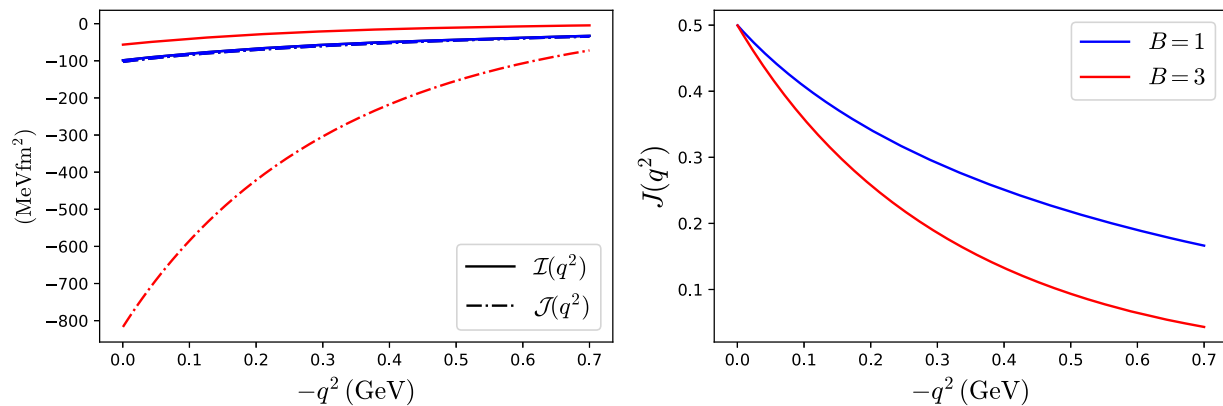 (MeVfm²)
0
−100
−200
−300
−400
−500
−600
−700
−800
0.0 0.1 0.2 0.3 0.4 0.5 0.6 0.7
−q² (GeV)
ℐ(q²)
𝒥(q²)
J(q²)
0.5
0.4
0.3
0.2
0.1
0.0 0.1 0.2 0.3 0.4 0.5 0.6 0.7
−q² (GeV)
B = 1
B = 3